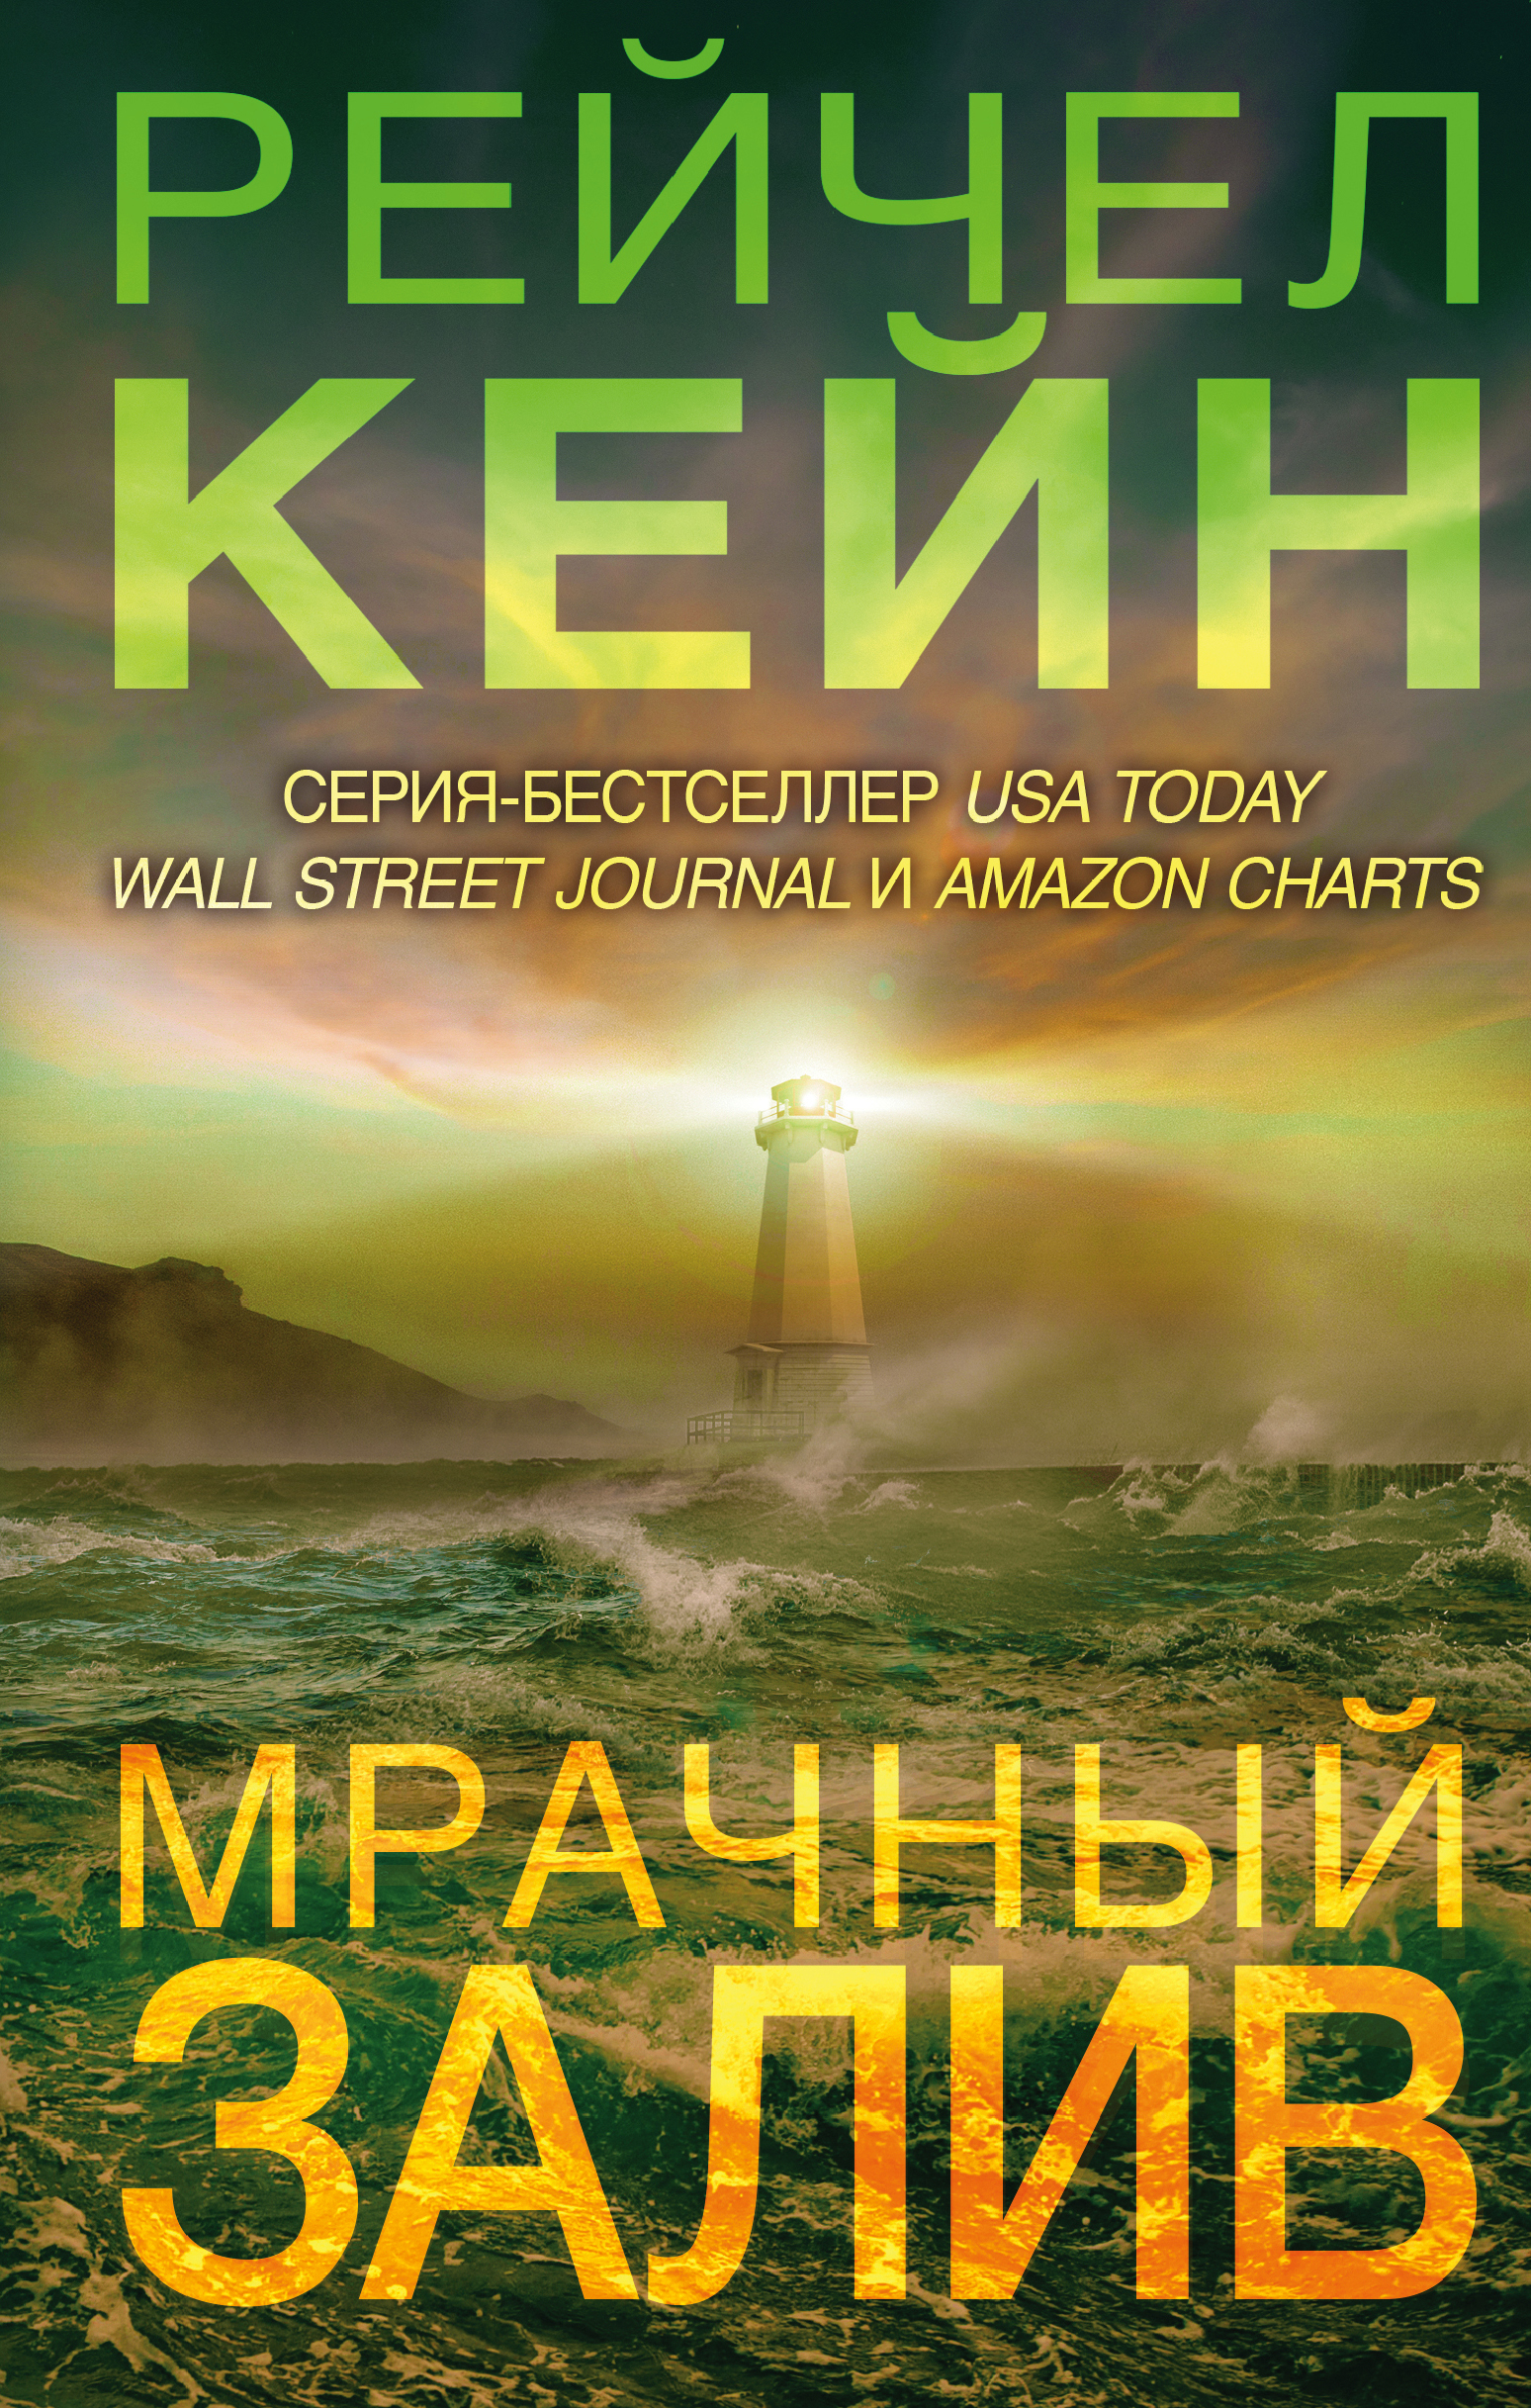 РЕЙЧЕЛ
КЕЙН
СЕРИЯ-БЕСТСЕЛЛЕР USA TODAY
WALL STREET JOURNAL И AMAZON CHARTS
МРАЧНЫЙ
ЗАЛИВ